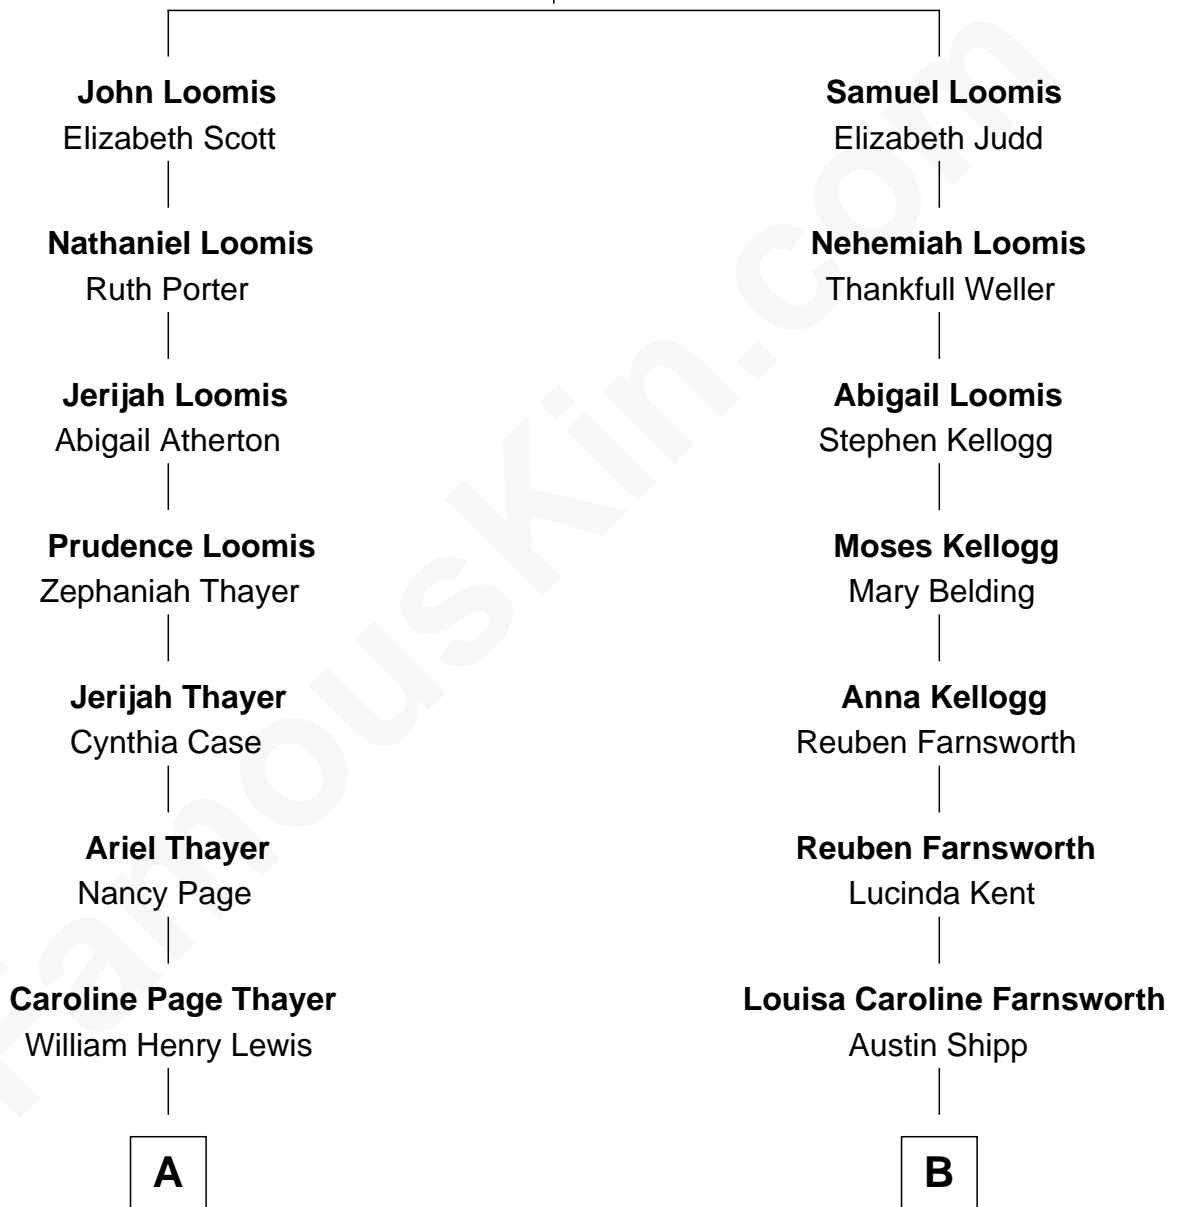 John Loomis
Elizabeth Scott
Nathaniel Loomis
Ruth Porter
Jerijah Loomis
Abigail Atherton
Prudence Loomis
Zephaniah Thayer
Jerijah Thayer
Cynthia Case
Ariel Thayer
Nancy Page
Caroline Page Thayer
William Henry Lewis
A
Samuel Loomis
Elizabeth Judd
Nehemiah Loomis
Thankfull Weller
Abigail Loomis
Stephen Kellogg
Moses Kellogg
Mary Belding
Anna Kellogg
Reuben Farnsworth
Reuben Farnsworth
Lucinda Kent
Louisa Caroline Farnsworth
Austin Shipp
B
FamousKin.com